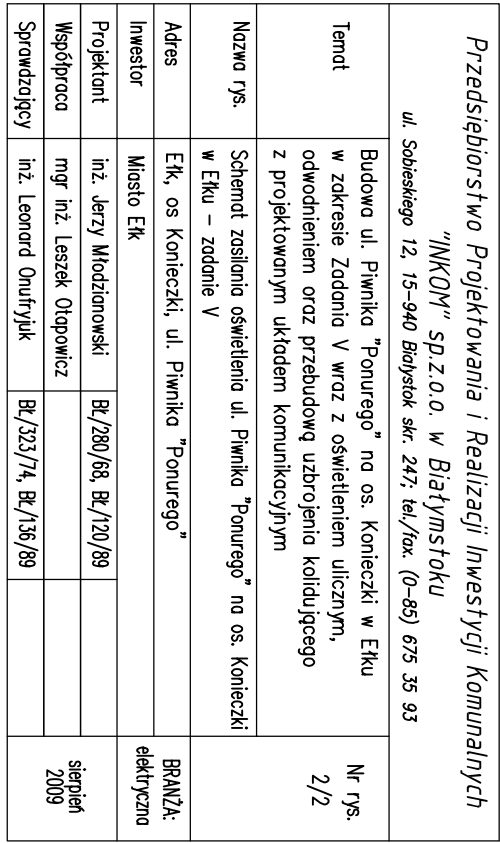 Przedsiębiorstwo Projektowania i Realizacji Inwestycji Komunalnych
"INKOM" sp.z.o.o. w Białymstoku
ul. Sobieskiego 12, 15-940 Białystok skr. 247; tel./fax. (0-85) 675 35 93
Temat
Budowa ul. Piwnika "Ponurego" na os. Konieczki w Ełku
w zakresie Zadania V wraz z oświetleniem ulicznym,
odwodnieniem oraz przebudową uzbrojenia kolidującego
z projektowanym układem komunikacyjnym
Nr rys.
2/2
Nazwa rys.
Schemat zasilania oświetlenia ul. Piwnika "Ponurego" na os. Konieczki
w Ełku – zadanie V
Adres
Ełk, os Konieczki, ul. Piwnika "Ponurego"
BRANŻA:
elektryczna
Inwestor
Miasto Ełk
Projektant
inż. Jerzy Młodzianowski
BŁ/280/68, BŁ/120/89
sierpień
2009
Współpraca
mgr inż. Leszek Otapowicz
Sprawdzający
inż. Leonard Onufryjuk
BŁ/323/74, BŁ/136/89